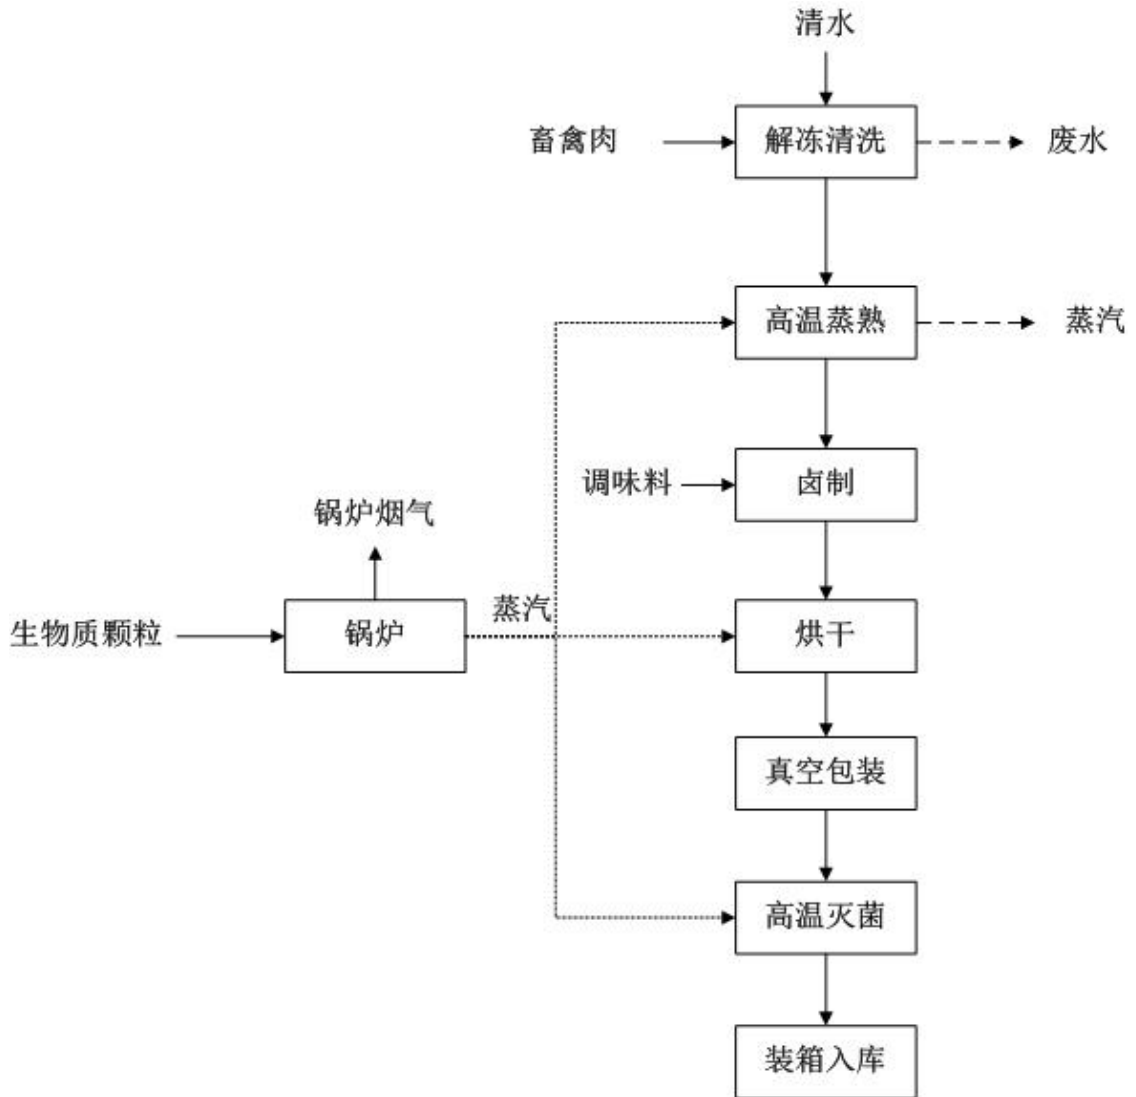 清水
畜禽肉
解冻清洗
废水
高温蒸熟
蒸汽
调味料
卤制
锅炉烟气
蒸汽
生物质颗粒
锅炉
烘干
真空包装
高温灭菌
装箱入库